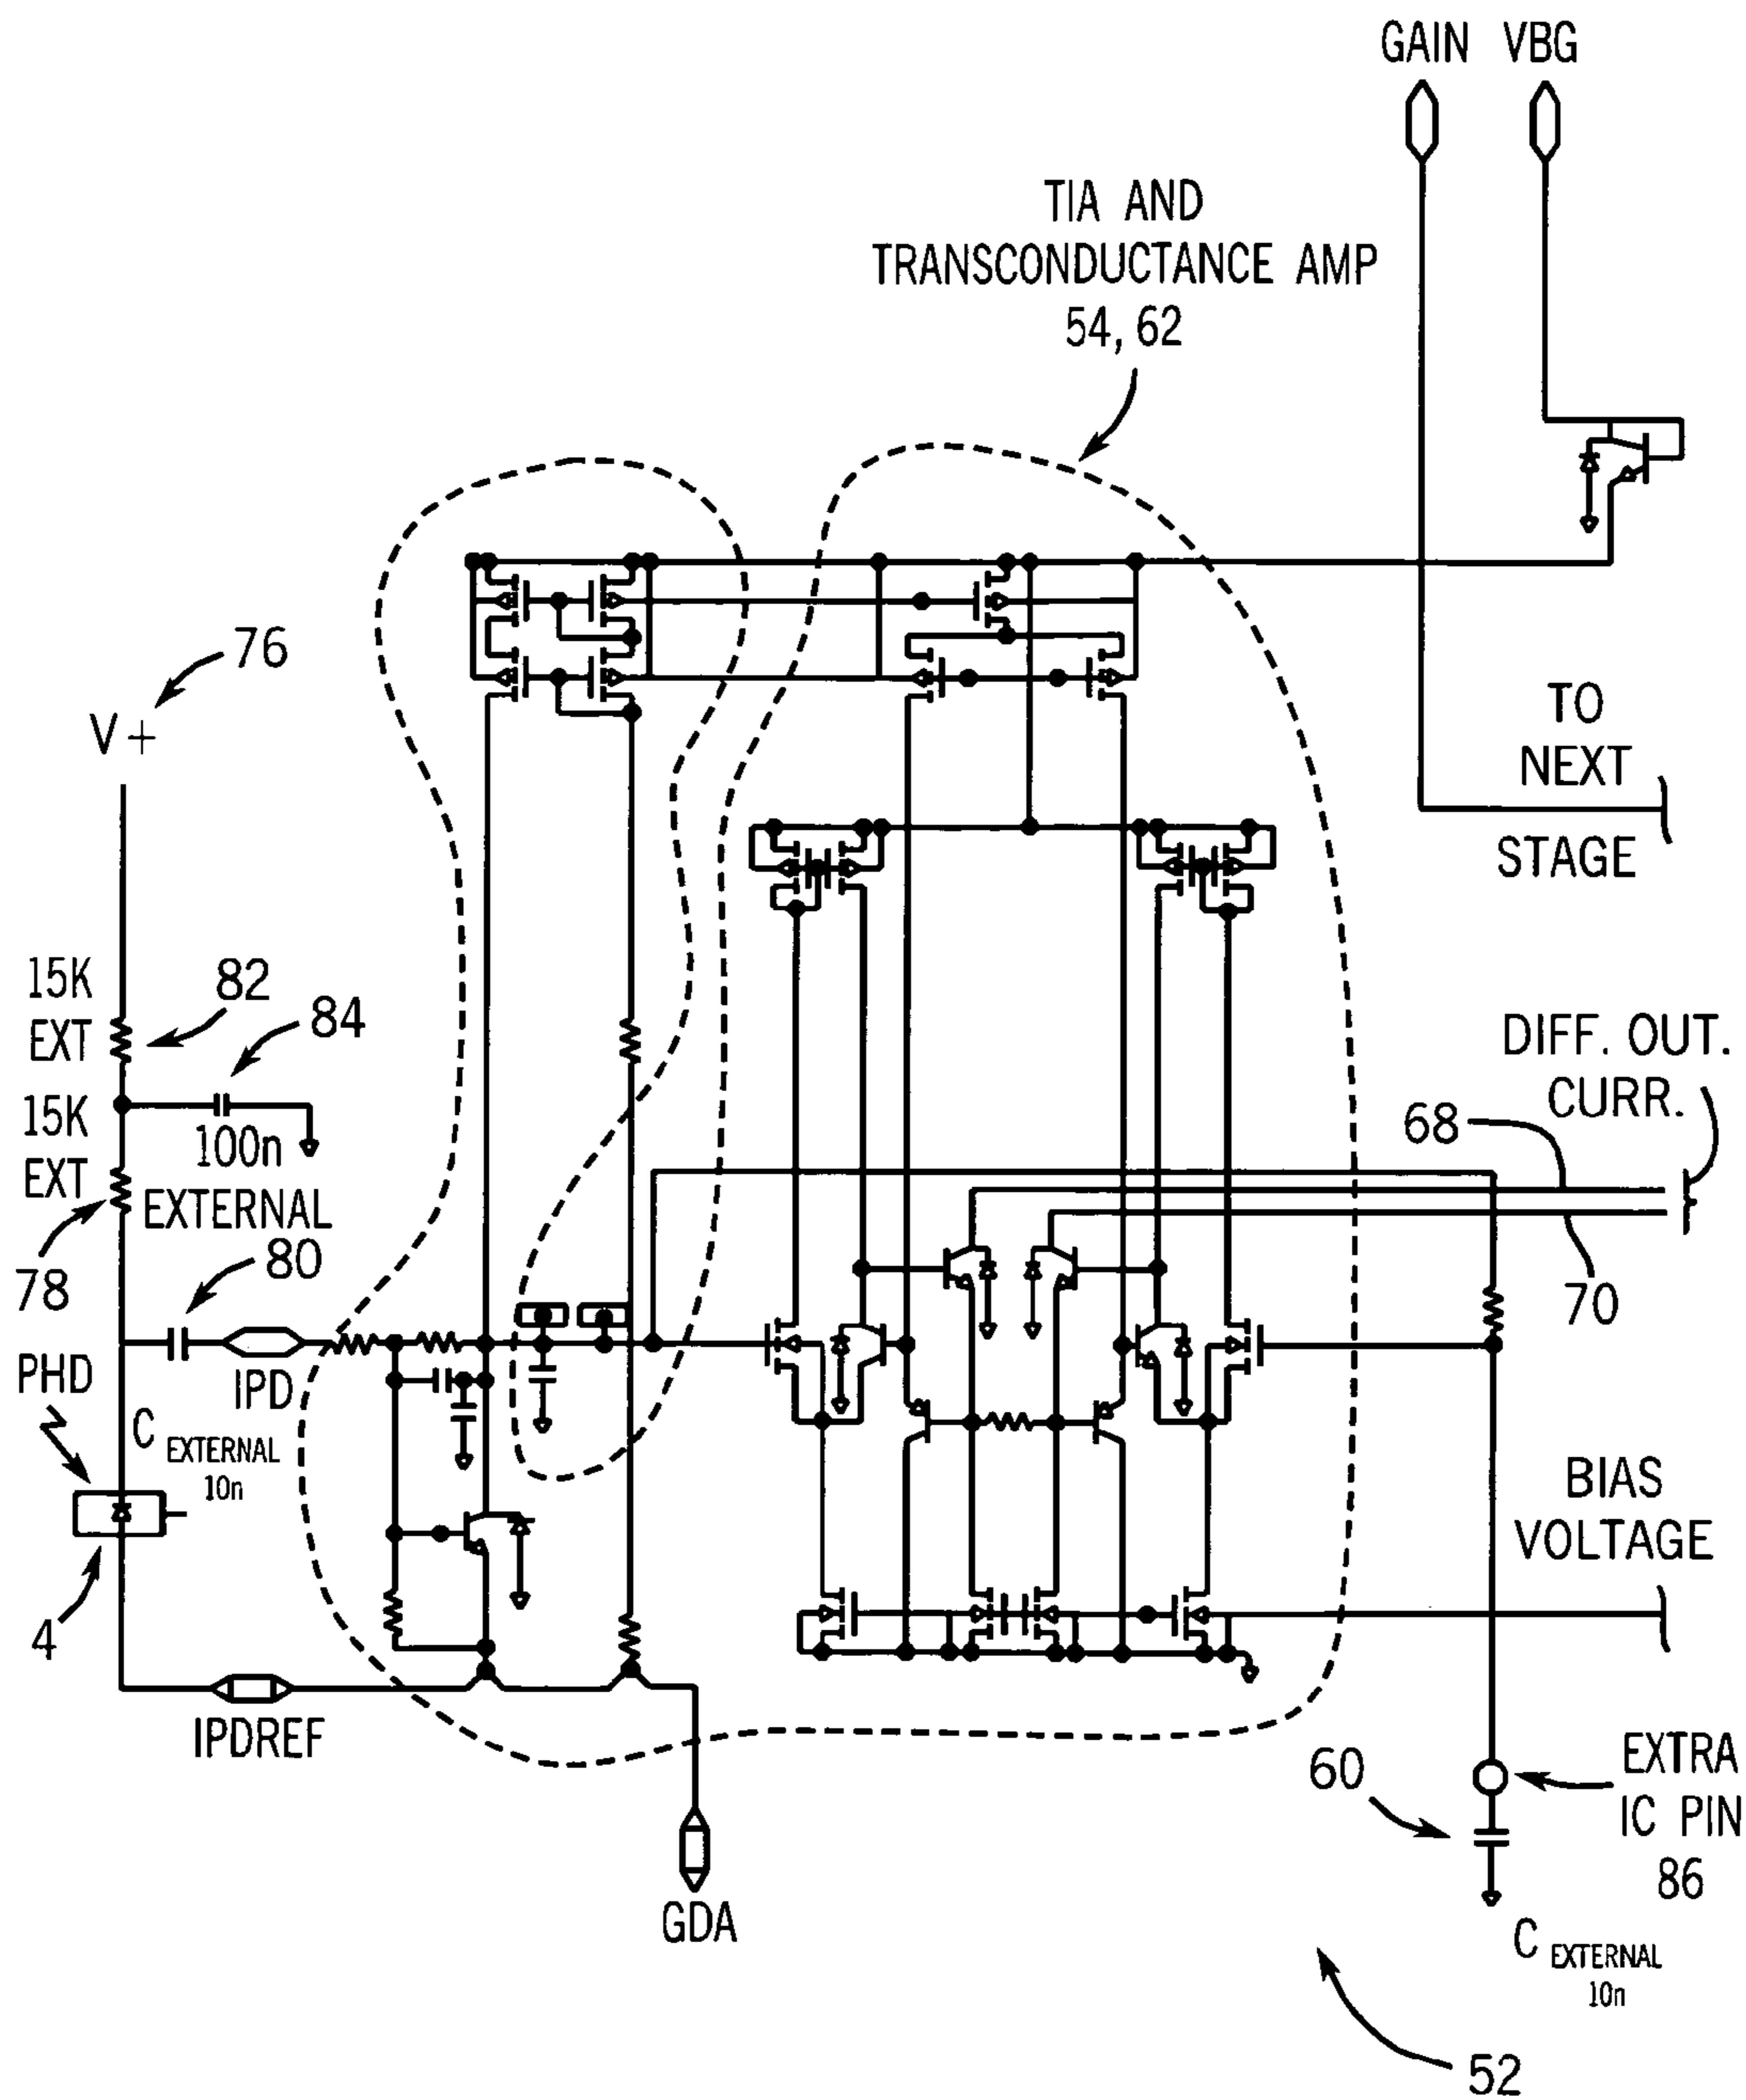 GAIN VBG
TIA AND
TRANSCONDUCTANCE AMP
54, 62
76
V+
TO
NEXT
STAGE
15K
EXT
82
84
15K
EXT
100n
EXTERNAL
78
80
DIFF. OUT.
CURR.
68
70
PHD
IPD
C EXTERNAL
10n
4
BIAS
VOLTAGE
IPDREF
GDA
60
EXTRA
IC PIN
86
C EXTERNAL
10n
52